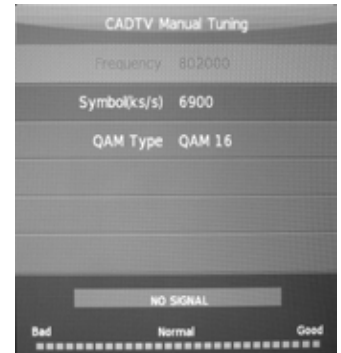 CADTV Manual Tuning
Frequency 802000
Symbol(ks/s) 6900
QAM Type QAM 16
NO SIGNAL
Bad Normal Good